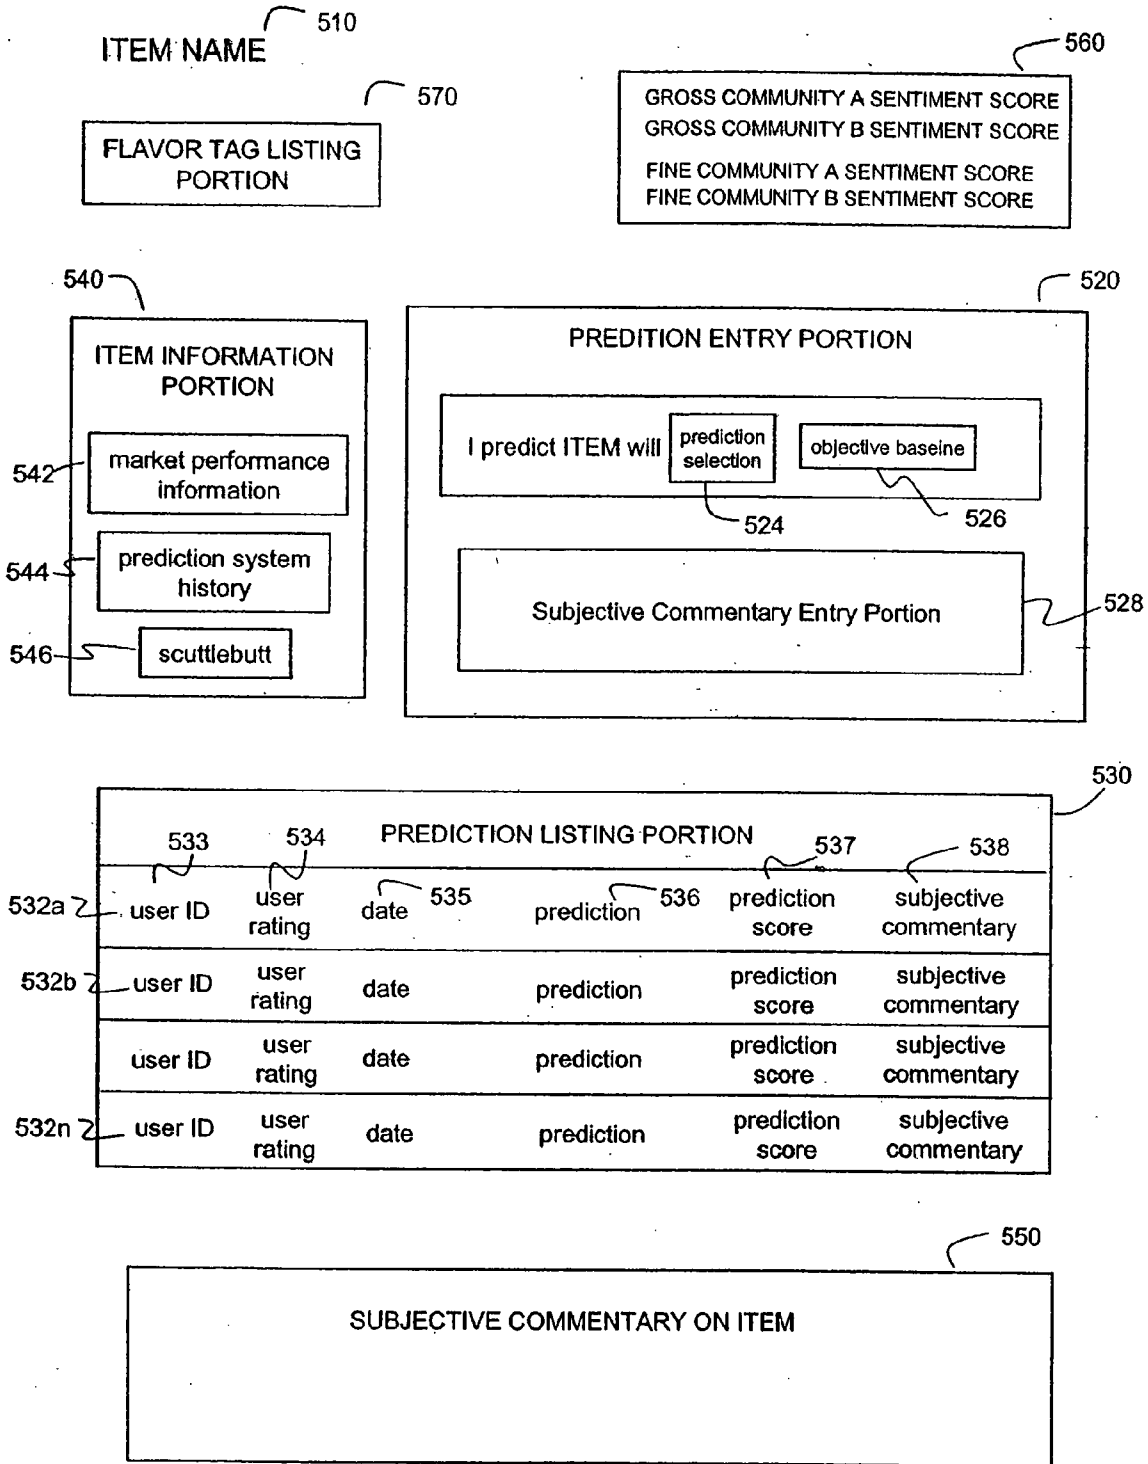 510
ITEM NAME
560
570
GROSS COMMUNITY A SENTIMENT SCORE
GROSS COMMUNITY B SENTIMENT SCORE
FINE COMMUNITY A SENTIMENT SCORE
FINE COMMUNITY B SENTIMENT SCORE
FLAVOR TAG LISTING
PORTION
540
520
ITEM INFORMATION
PORTION
542
market performance
information
544
prediction system
history
546
scuttlebutt
PREDITION ENTRY PORTION
I predict ITEM will
prediction
selection
objective baseine
524
526
Subjective Commentary Entry Portion
528
530
PREDICTION LISTING PORTION
533
534
537
538
532a
user ID
user
rating
date
535
prediction
536
prediction
score
subjective
commentary
532b
user ID
user
rating
date
prediction
prediction
score
subjective
commentary
user ID
user
rating
date
prediction
prediction
score
subjective
commentary
532n
user ID
user
rating
date
prediction
prediction
score
subjective
commentary
550
SUBJECTIVE COMMENTARY ON ITEM